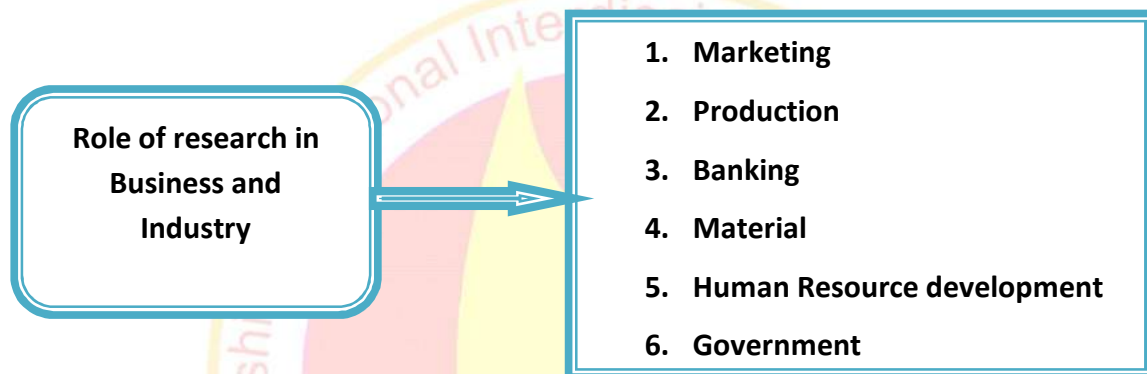 Role of research in
Business and
Industry
1. Marketing
2. Production
3. Banking
4. Material
5. Human Resource development
6. Government